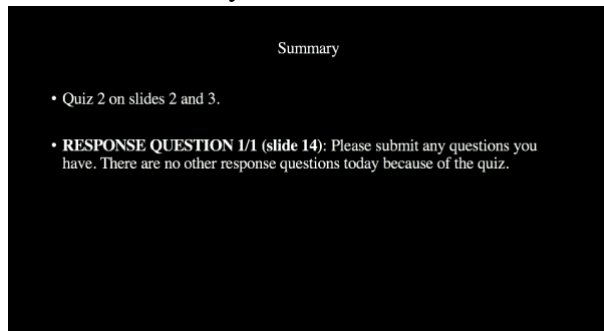 Summary
• Quiz 2 on slides 2 and 3.
• RESPONSE QUESTION 1/1 (slide 14): Please submit any questions you
have. There are no other response questions today because of the quiz.